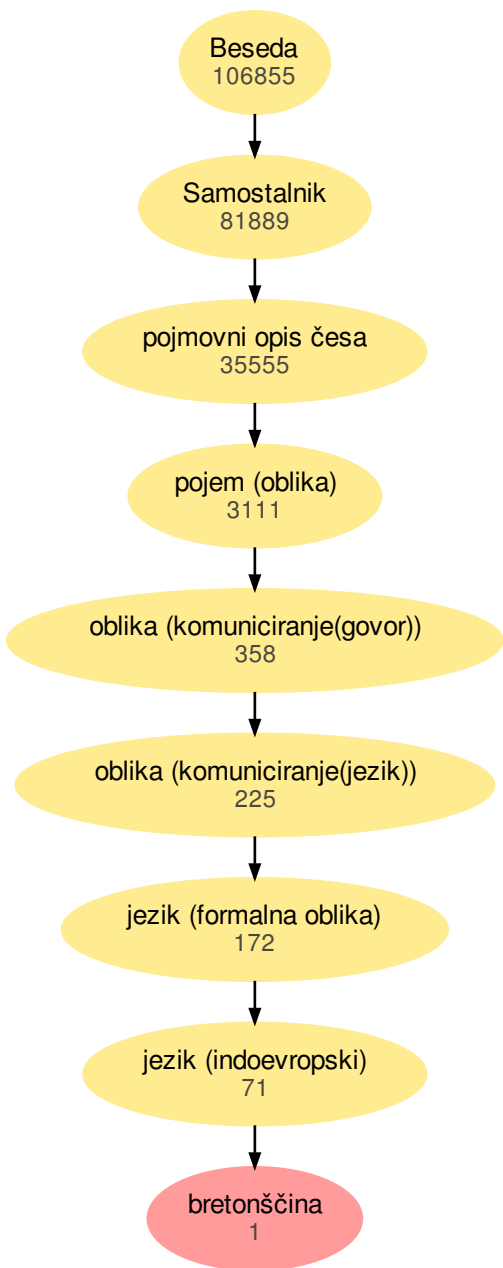 Beseda
106855
Samostalnik
81889
pojmovni opis česa
35555
pojem (oblika)
3111
oblika (komuniciranje(govor))
358
oblika (komuniciranje(jezik))
225
jezik (formalna oblika)
172
jezik (indoevropski)
71
bretonščina
1